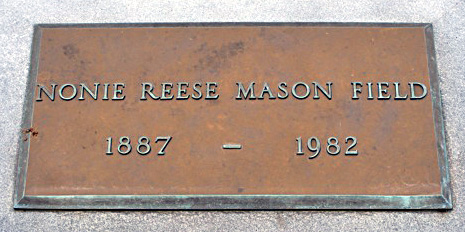 NONIE REESE MASON FIELD
1887 – 1982